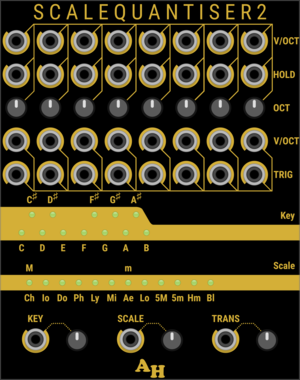 SCALEQUANTISER2
V/OCT
HOLD
OCT
V/OCT
TRIG
C♯ D♯ F♯ G♯ A♯
Key
C D E F G A B
Scale
M m
Ch Io Do Ph Ly Mi Ae Lo 5M 5m Hm Bl
KEY SCALE TRANS
AH